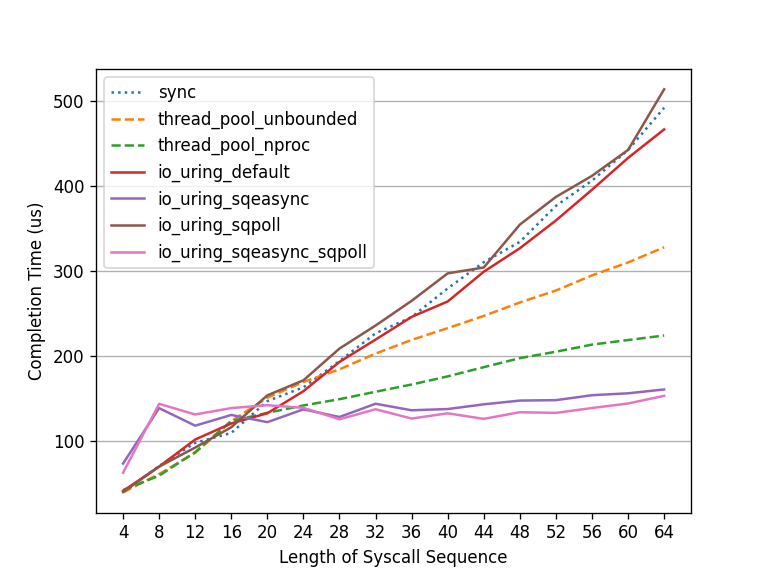 sync
thread_pool_unbounded
thread_pool_nproc
io_uring_default
io_uring_sqeasync
io_uring_sqpoll
io_uring_sqeasync_sqpoll
500
400
300
200
100
Completion Time (us)
4 8 12 16 20 24 28 32 36 40 44 48 52 56 60 64
Length of Syscall Sequence